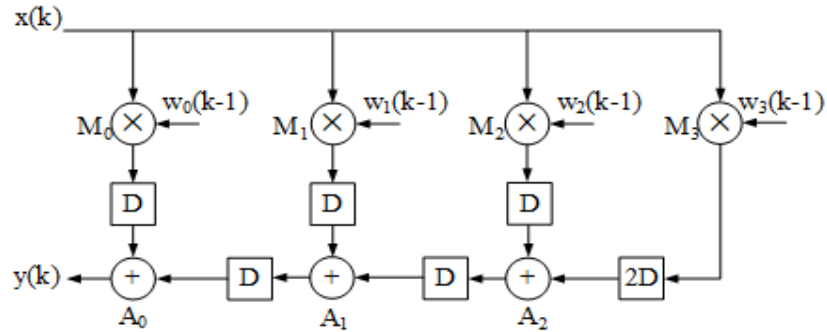 x(k)
w₀(k-1) w₁(k-1) w₂(k-1) w₃(k-1)
M₀ × M₁ × M₂ × M₃ ×
D D D
y(k) + D + D + 2D
A₀ A₁ A₂